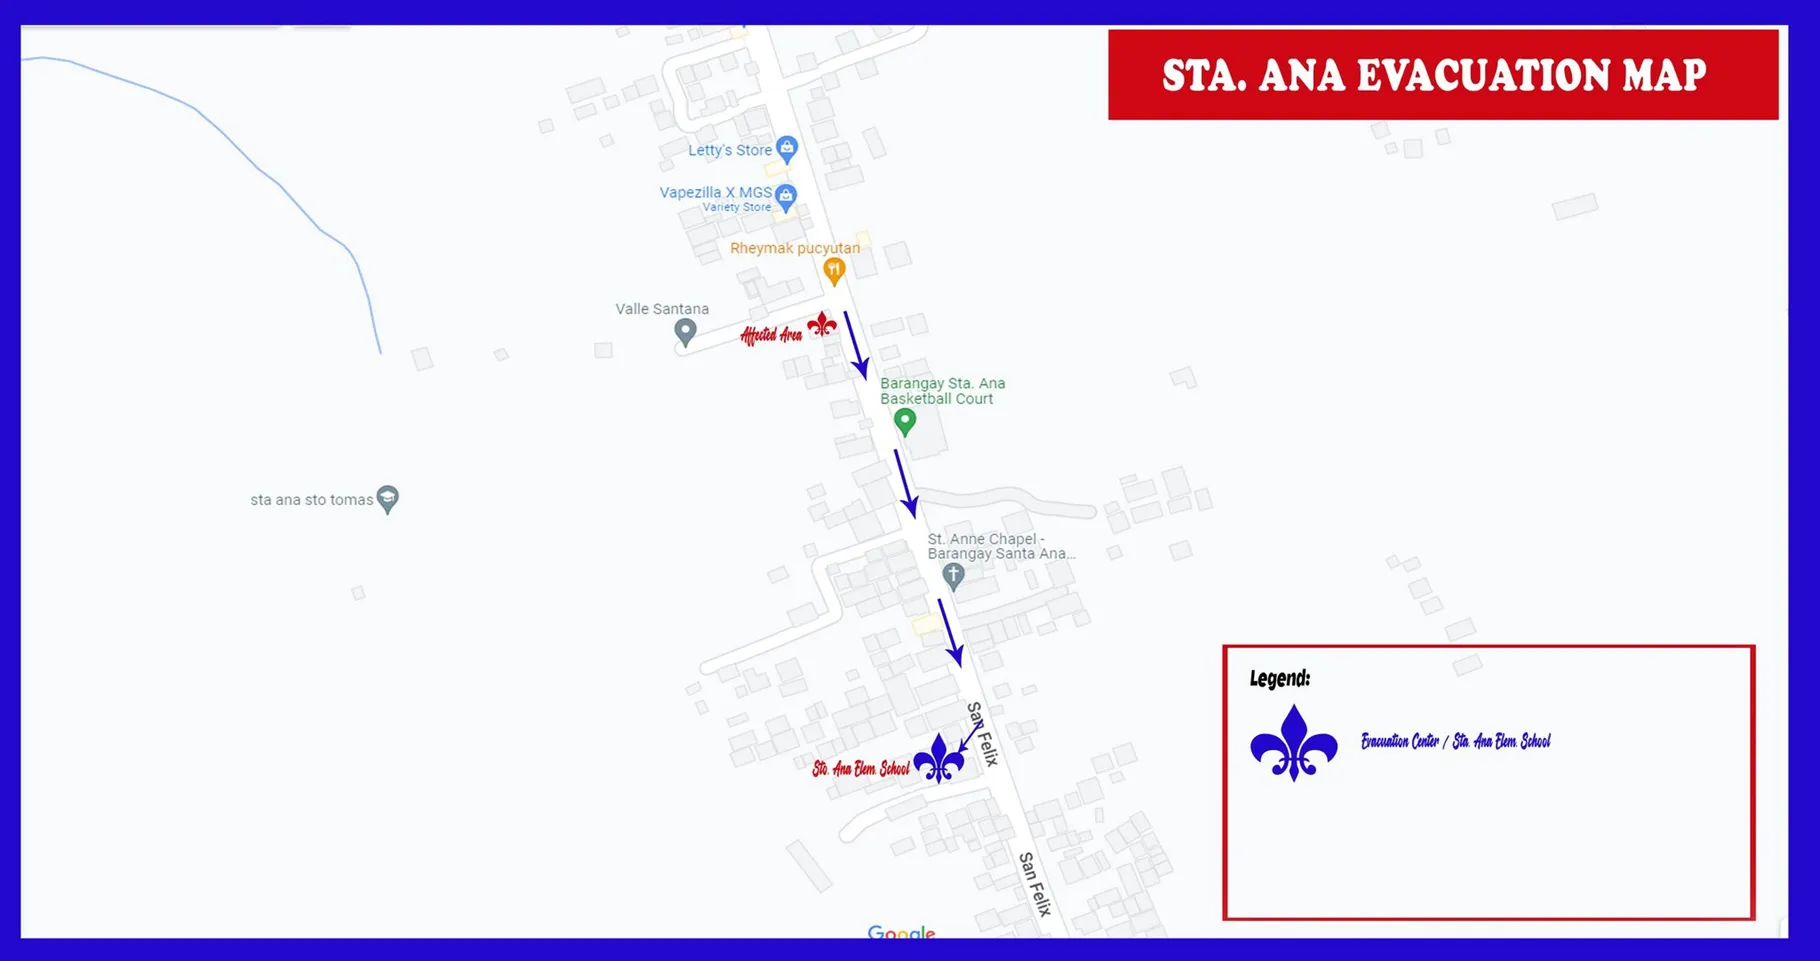 STA. ANA EVACUATION MAP
Letty's Store
Vapezilla X MGS
Variety Store
Rheymak pucyutan
Valle Santana
Affected Area
Barangay Sta. Ana
Basketball Court
sta ana sto tomas
St. Anne Chapel -
Barangay Santa Ana...
San Felix
Sto. Ana Elem. School
San Felix
Google
Legend:
Evacuation Center / Sta. Ana Elem. School